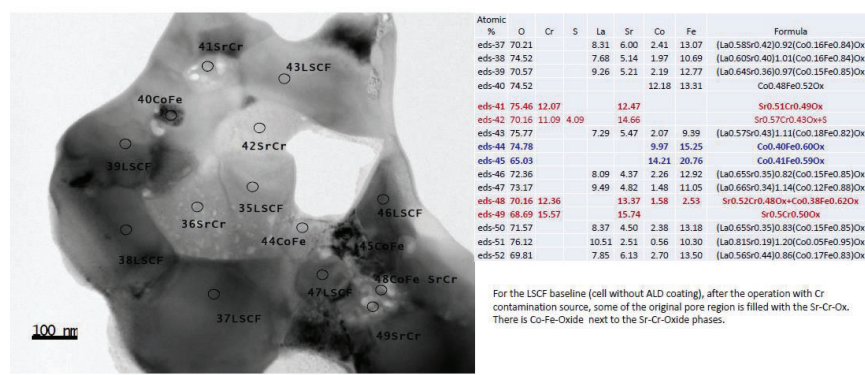 41SrCr
43LSCF
40CoFe
42SrCr
39LSCF
35LSCF
36SrCr
46LSCF
44CoFe
45CoFe
38LSCF
47LSCF
48CoFe SrCr
37LSCF
49SrCr
100 nm
Atomic % O Cr S La Sr Co Fe Formula
eds-37 70.21 8.31 6.00 2.41 13.07 (La0.58Sr0.42)0.92(Co0.16Fe0.84)Ox
eds-38 74.52 7.68 5.14 1.97 10.69 (La0.60Sr0.40)1.01(Co0.16Fe0.84)Ox
eds-39 70.57 9.26 5.21 2.19 12.77 (La0.64Sr0.36)0.97(Co0.15Fe0.85)Ox
eds-40 74.52 12.18 13.31 Co0.48Fe0.52Ox
eds-41 75.46 12.07 12.47 Sr0.51Cr0.49Ox
eds-42 70.16 11.09 4.09 14.66 Sr0.57Cr0.43Ox+S
eds-43 75.77 7.29 5.47 2.07 9.39 (La0.57Sr0.43)1.11(Co0.18Fe0.82)Ox
eds-44 74.78 9.97 15.25 Co0.40Fe0.60Ox
eds-45 65.03 14.21 20.76 Co0.41Fe0.59Ox
eds-46 72.36 8.09 4.37 2.26 12.92 (La0.65Sr0.35)0.82(Co0.15Fe0.85)Ox
eds-47 73.17 9.49 4.82 1.48 11.05 (La0.66Sr0.34)1.14(Co0.12Fe0.88)Ox
eds-48 70.16 12.36 13.37 1.58 2.53 Sr0.52Cr0.48Ox+Co0.38Fe0.62Ox
eds-49 68.69 15.57 15.74 Sr0.5Cr0.50Ox
eds-50 71.57 8.37 4.50 2.38 13.18 (La0.65Sr0.35)0.83(Co0.15Fe0.85)Ox
eds-51 76.12 10.51 2.51 0.56 10.30 (La0.81Sr0.19)1.20(Co0.05Fe0.95)Ox
eds-52 69.81 7.85 6.13 2.70 13.50 (La0.56Sr0.44)0.86(Co0.17Fe0.83)Ox
For the LSCF baseline (cell without ALD coating), after the operation with Cr
contamination source, some of the original pore region is filled with the Sr-Cr-Ox.
There is Co-Fe-Oxide next to the Sr-Cr-Oxide phases.